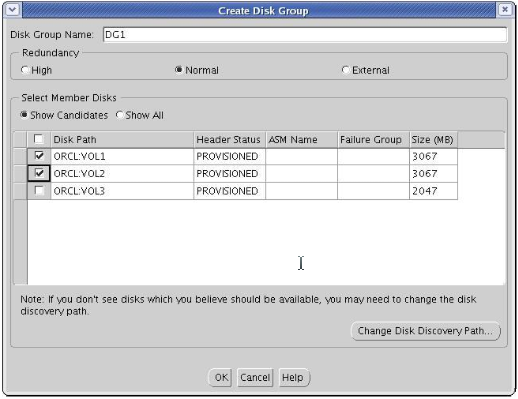 Create Disk Group
Disk Group Name: DG1
Redundancy
High Normal External
Select Member Disks
Show Candidates Show All
Disk Path Header Status ASM Name Failure Group Size (MB)
ORCL:VOL1 PROVISIONED 3067
ORCL:VOL2 PROVISIONED 3067
ORCL:VOL3 PROVISIONED 2047
Note: If you don't see disks which you believe should be available, you may need to change the disk
discovery path.
Change Disk Discovery Path...
OK Cancel Help